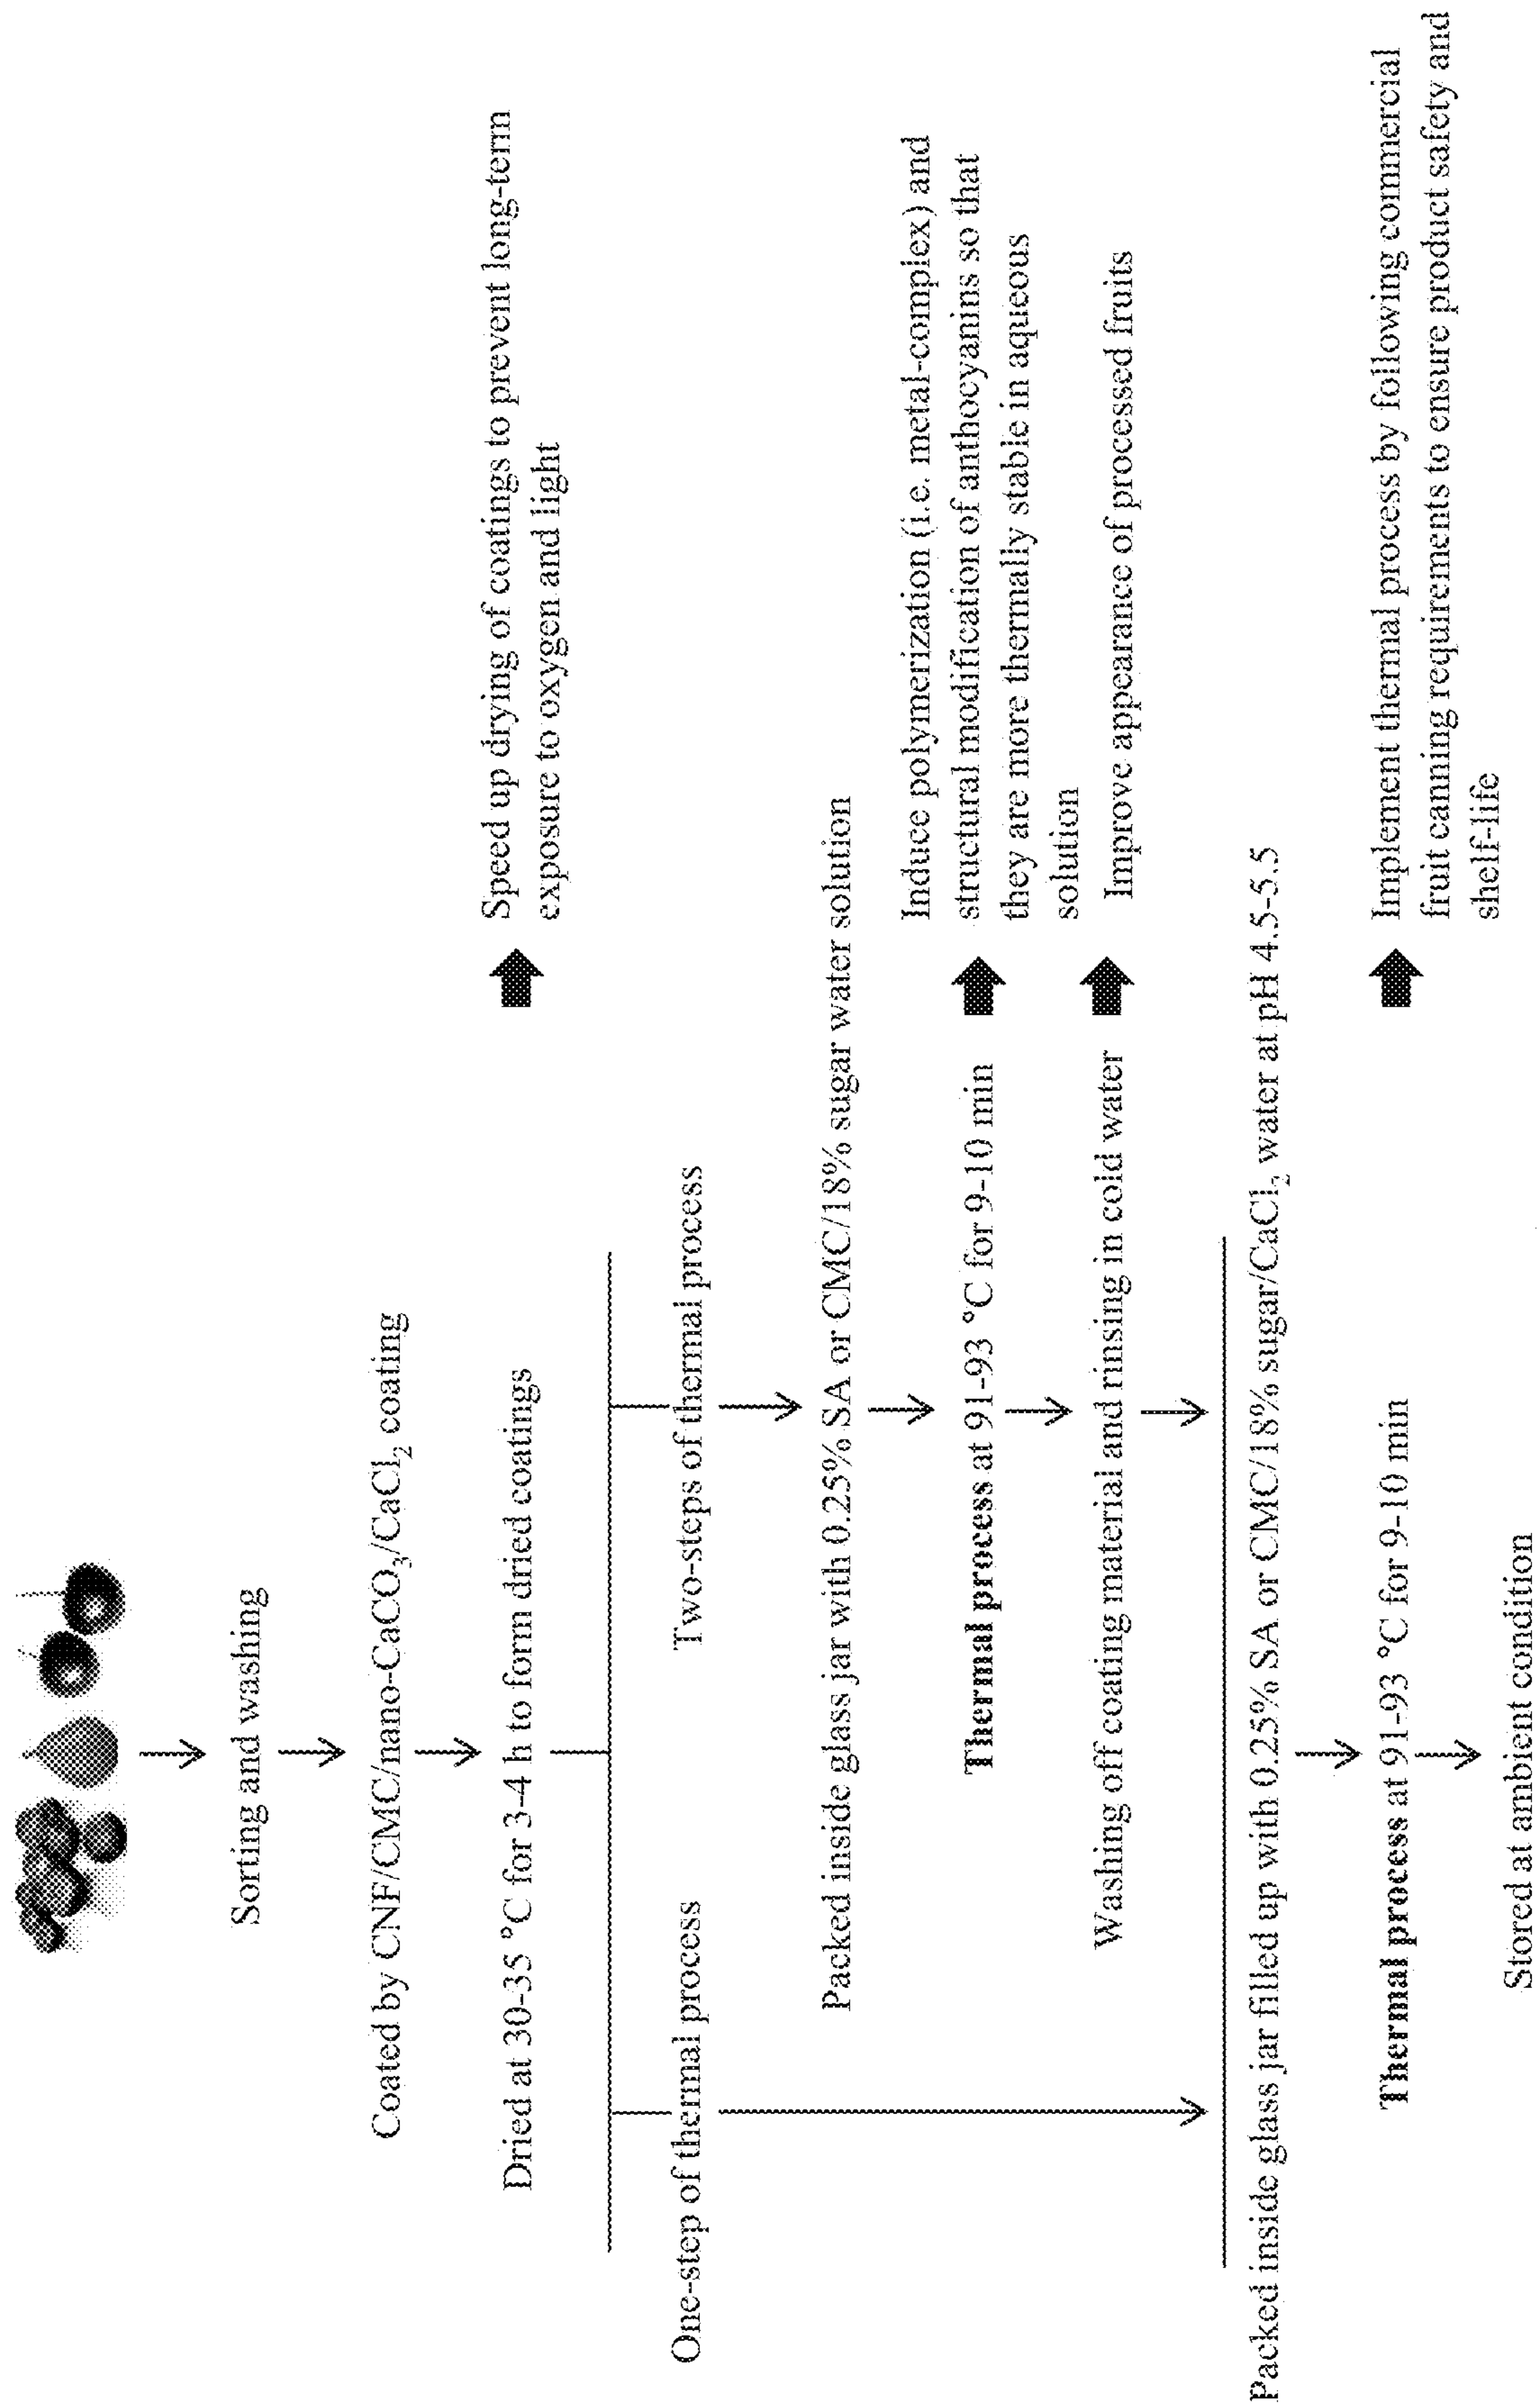 Sorting and washing
Coated by CNF/CMC/nano-CaCO₃/CaCl₂ coating
Dried at 30-35 °C for 3-4 h to form dried coatings
Speed up drying of coatings to prevent long-term
exposure to oxygen and light
One-step of thermal process
Two-steps of thermal process
Packed inside glass jar with 0.25% SA or CMC/18% sugar water solution
Thermal process at 91-93 °C for 9-10 min
Induce polymerization (i.e. metal-complex) and
structural modification of anthocyanins so that
they are more thermally stable in aqueous
solution
Washing off coating material and rinsing in cold water
Improve appearance of processed fruits
Packed inside glass jar filled up with 0.25% SA or CMC/18% sugar/CaCl₂ water at pH 4.5-5.5
Thermal process at 91-93 °C for 9-10 min
Implement thermal process by following commercial
fruit canning requirements to ensure product safety and
shelf-life
Stored at ambient condition